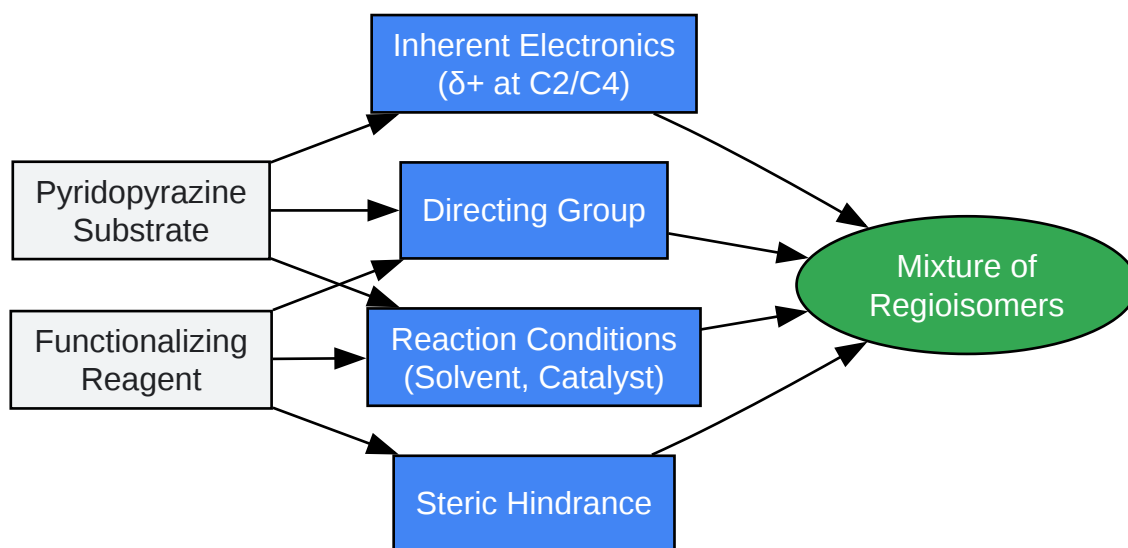 Inherent Electronics
(δ+ at C2/C4)
Pyridopyrazine
Substrate
Directing Group
Mixture of
Regioisomers
Functionalizing
Reagent
Reaction Conditions
(Solvent, Catalyst)
Steric Hindrance